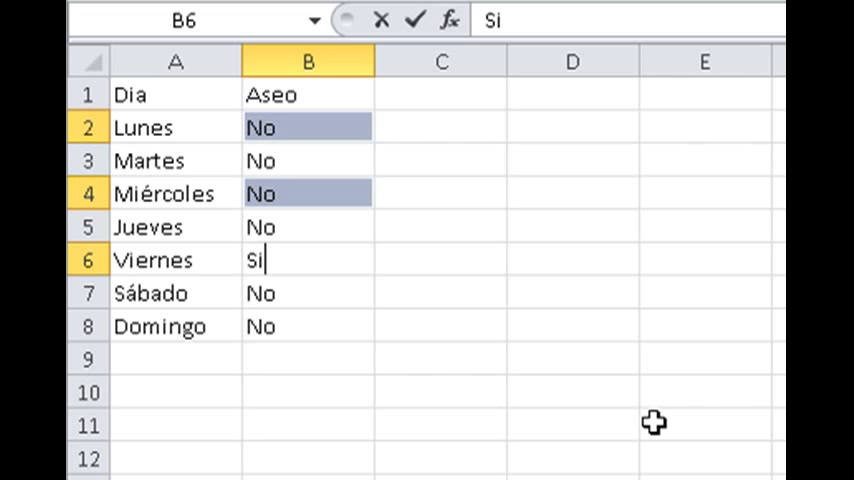 B6 fx Si
A B C D E
1 Dia Aseo
2 Lunes No
3 Martes No
4 Miércoles No
5 Jueves No
6 Viernes Si
7 Sábado No
8 Domingo No
9
10
11
12